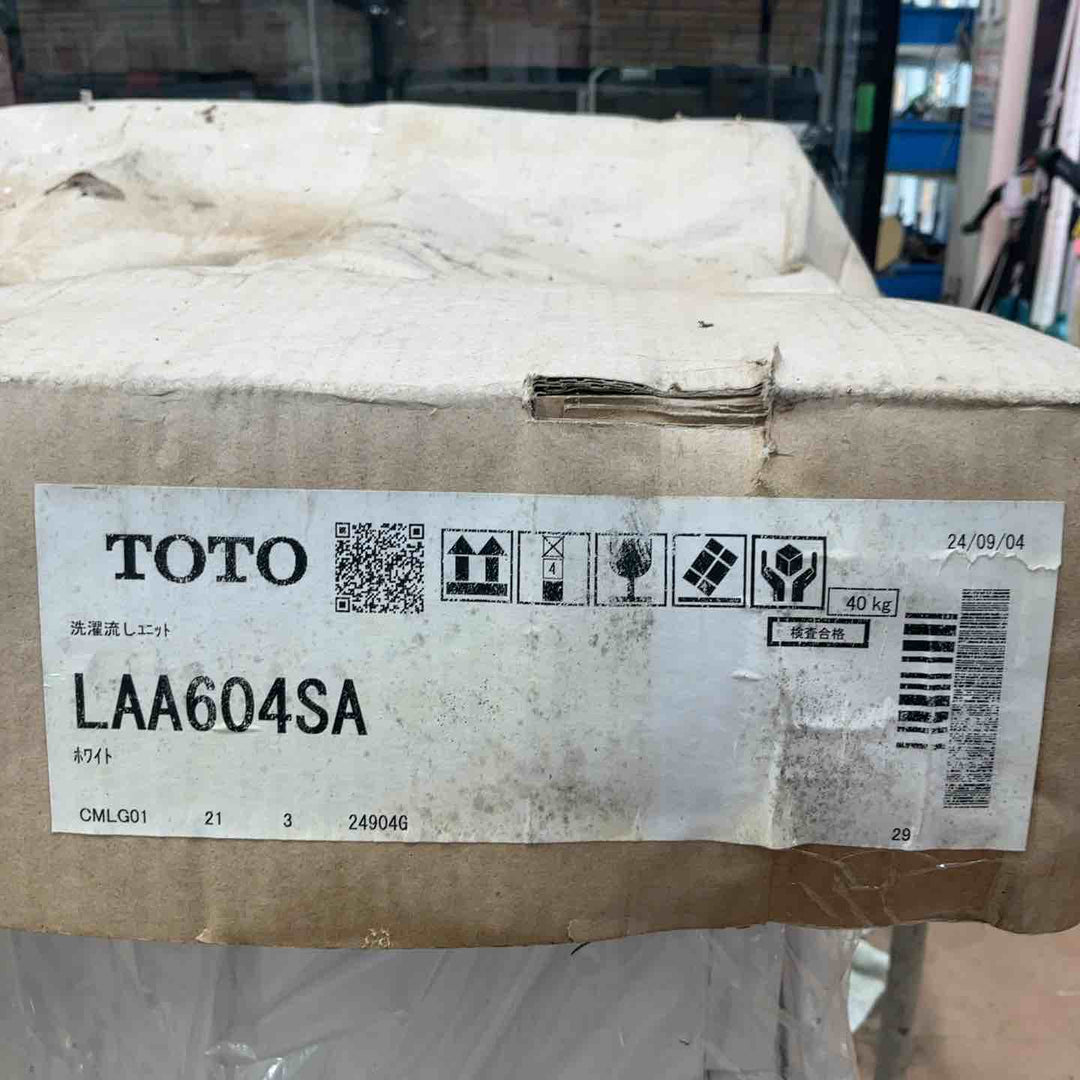 TOTO
24/09/04
4
40 kg
検査合格
洗濯流しユニット
LAA604SA
ホワイト
CMLG01 21 3 24904G
29